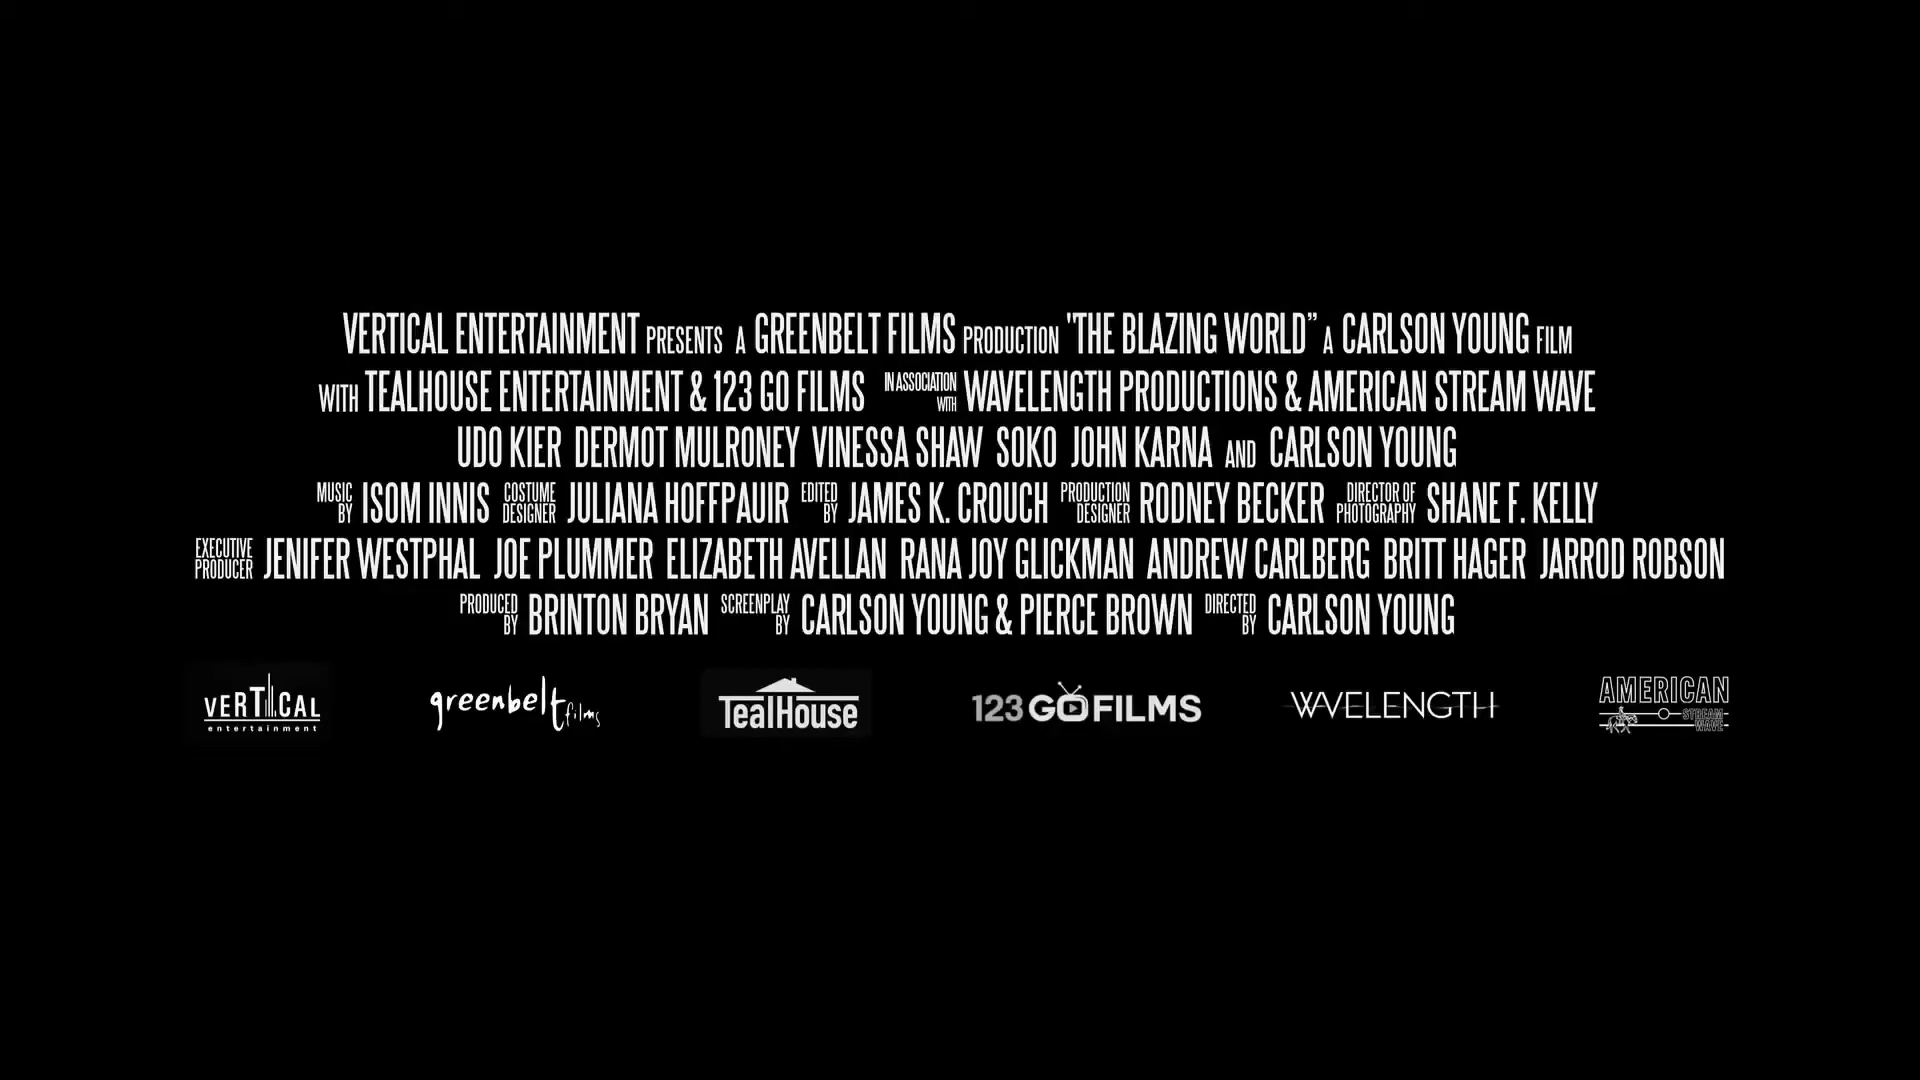 VERTICAL ENTERTAINMENT PRESENTS A GREENBELT FILMS PRODUCTION "THE BLAZING WORLD” A CARLSON YOUNG FILM
WITH TEALHOUSE ENTERTAINMENT & 123 GO FILMS IN ASSOCIATION WITH WAVELENGTH PRODUCTIONS & AMERICAN STREAM WAVE
UDO KIER DERMOT MULRONEY VINESSA SHAW SOKO JOHN KARNA AND CARLSON YOUNG
MUSIC BY ISOM INNIS COSTUME DESIGNER JULIANA HOFFPAUIR EDITED BY JAMES K. CROUCH PRODUCTION DESIGNER RODNEY BECKER DIRECTOR OF PHOTOGRAPHY SHANE F. KELLY
EXECUTIVE PRODUCER JENIFER WESTPHAL JOE PLUMMER ELIZABETH AVELLAN RANA JOY GLICKMAN ANDREW CARLBERG BRITT HAGER JARROD ROBSON
PRODUCED BY BRINTON BRYAN SCREENPLAY BY CARLSON YOUNG & PIERCE BROWN DIRECTED BY CARLSON YOUNG
VERTICAL entertainment
greenbelt films
TealHouse
123 GO FILMS
WAVELENGTH
AMERICAN STREAM WAVE